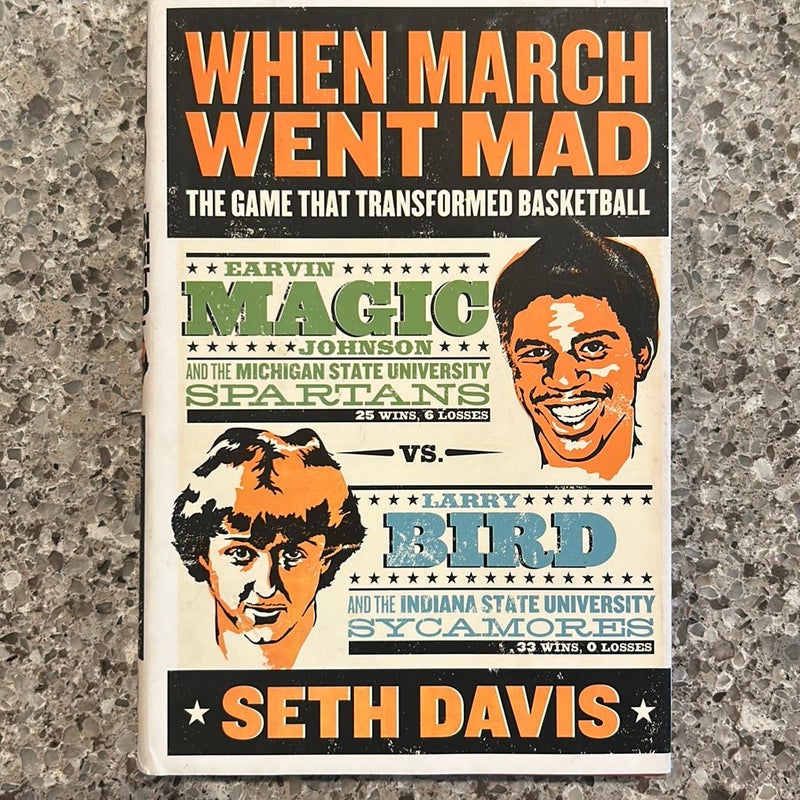 WHEN MARCH
WENT MAD
THE GAME THAT TRANSFORMED BASKETBALL
EARVIN
MAGIC
JOHNSON
AND THE MICHIGAN STATE UNIVERSITY
SPARTANS
25 WINS, 6 LOSSES
VS.
LARRY
BIRD
AND THE INDIANA STATE UNIVERSITY
SYCAMORES
33 WINS, 0 LOSSES
SETH DAVIS